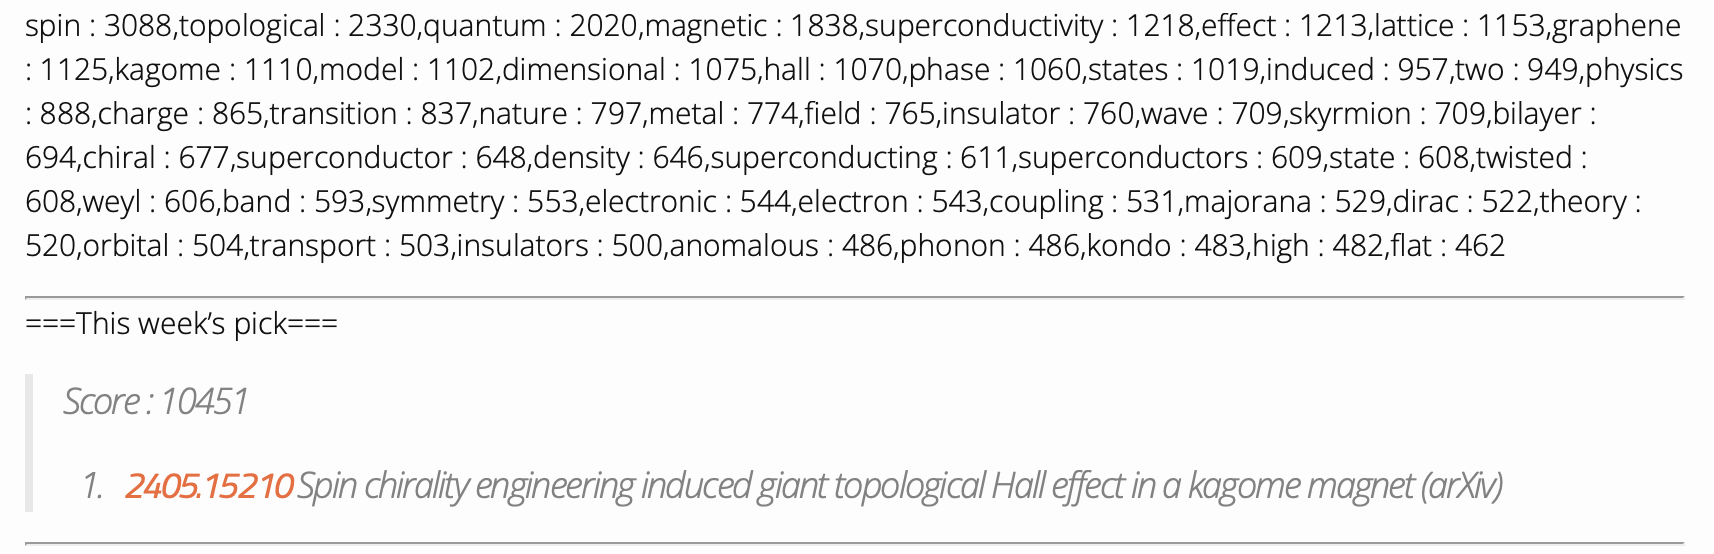 spin : 3088,topological : 2330,quantum : 2020,magnetic : 1838,superconductivity : 1218,effect : 1213,lattice : 1153,graphene
: 1125,kagome : 1110,model : 1102,dimensional : 1075,hall : 1070,phase : 1060,states : 1019,induced : 957,two : 949,physics
: 888,charge : 865,transition : 837,nature : 797,metal : 774,field : 765,insulator : 760,wave : 709,skyrmion : 709,bilayer :
694,chiral : 677,superconductor : 648,density : 646,superconducting : 611,superconductors : 609,state : 608,twisted :
608,weyl : 606,band : 593,symmetry : 553,electronic : 544,electron : 543,coupling : 531,majorana : 529,dirac : 522,theory :
520,orbital : 504,transport : 503,insulators : 500,anomalous : 486,phonon : 486,kondo : 483,high : 482,flat : 462
===This week’s pick===
Score : 10451
1. 2405.15210 Spin chirality engineering induced giant topological Hall effect in a kagome magnet (arXiv)